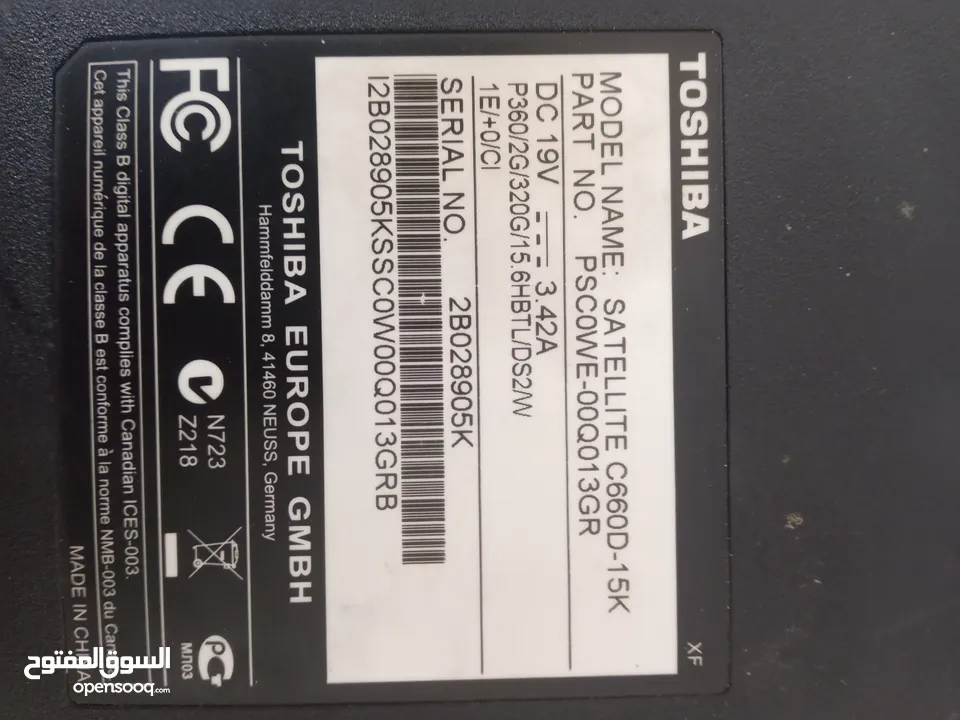 TOSHIBA
MODEL NAME: SATELLITE C660D-15K
PART NO. PSC0WE-00Q013GR
DC 19V 3.42A
P360/2G/320G/15.6HBTL/DS2/W
1E/+0/CI
SERIAL NO. 2B028905K
I2B028905KSSC0W00Q013GRB
TOSHIBA EUROPE GMBH
Hammfelddamm 8, 41460 NEUSS, Germany
FC CE N723
Z218
PG
МЛ03
This Class B digital apparatus complies with Canadian ICES-003.
Cet appareil numérique de la classe B est conforme à la norme NMB-003 du
MADE IN CHINA
XF
السوق المفتوح
opensooq.com